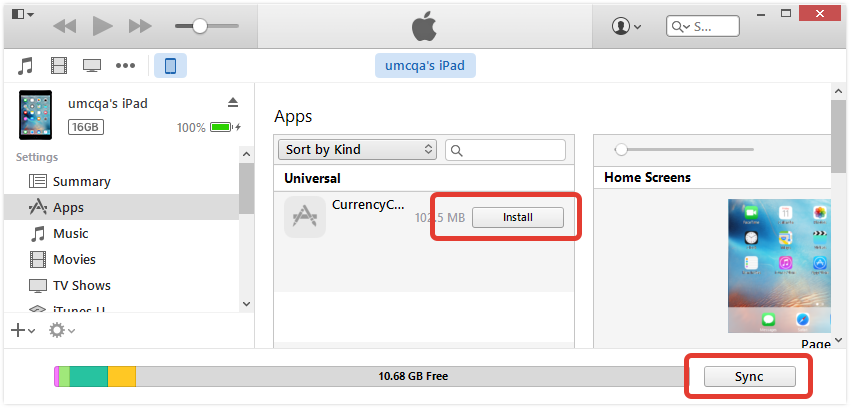 S...
umcqa's iPad
umcqa's iPad
16GB
100%
Settings
Summary
Apps
Music
Movies
TV Shows
iTunes U
Apps
Sort by Kind
Universal
CurrencyC...
102.5 MB
Install
Home Screens
Page
10.68 GB Free
Sync